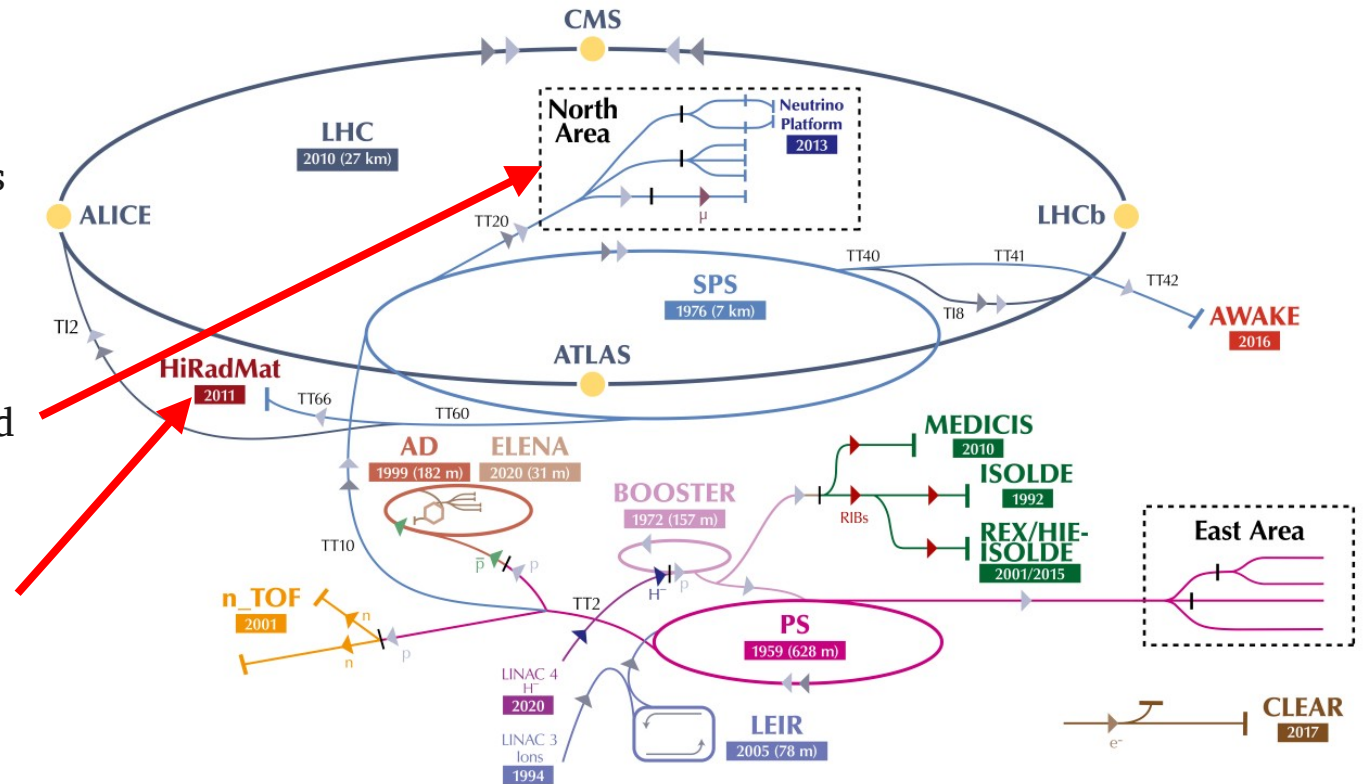 CMS
North
Area
Neutrino
Platform
2013
LHC
2010 (27 km)
s
ALICE
LHCb
μ
TT20
TT40
TT41
TT42
SPS
1976 (7 km)
TI8
AWAKE
2016
TI2
ATLAS
HiRadMat
2011
TT66
TT60
d
AD
1999 (182 m)
ELENA
2020 (31 m)
MEDICIS
2010
BOOSTER
1972 (157 m)
ISOLDE
1992
RIBs
REX/HIE-
ISOLDE
2001/2015
East Area
TT10
p̄
p
H⁻
p
TT2
n_TOF
2001
n
n
p
PS
1959 (628 m)
LINAC 4
H⁻
2020
LINAC 3
Ions
1994
LEIR
2005 (78 m)
CLEAR
2017
e⁻